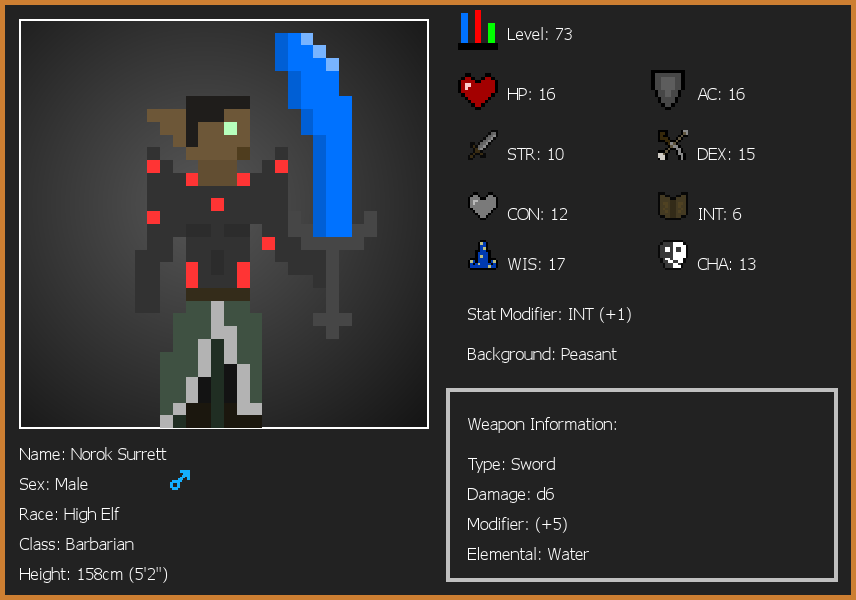 Level: 73
HP: 16
AC: 16
STR: 10
DEX: 15
CON: 12
INT: 6
WIS: 17
CHA: 13
Stat Modifier: INT (+1)
Background: Peasant
Weapon Information:
Type: Sword
Damage: d6
Modifier: (+5)
Elemental: Water
Name: Norok Surrett
Sex: Male
Race: High Elf
Class: Barbarian
Height: 158cm (5'2")